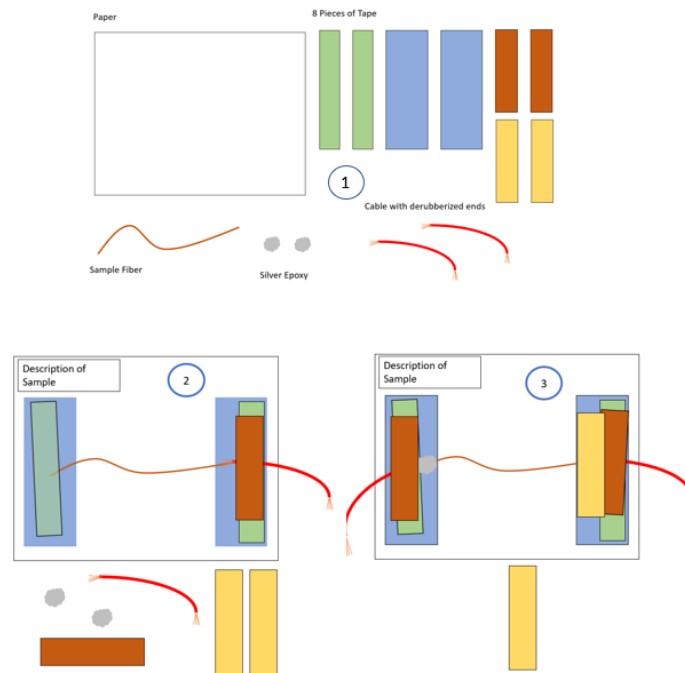 8 Pieces of Tape
Paper
1
Cable with derubberized ends
Sample Fiber
Silver Epoxy
Description of
Sample
2
Description of
Sample
3